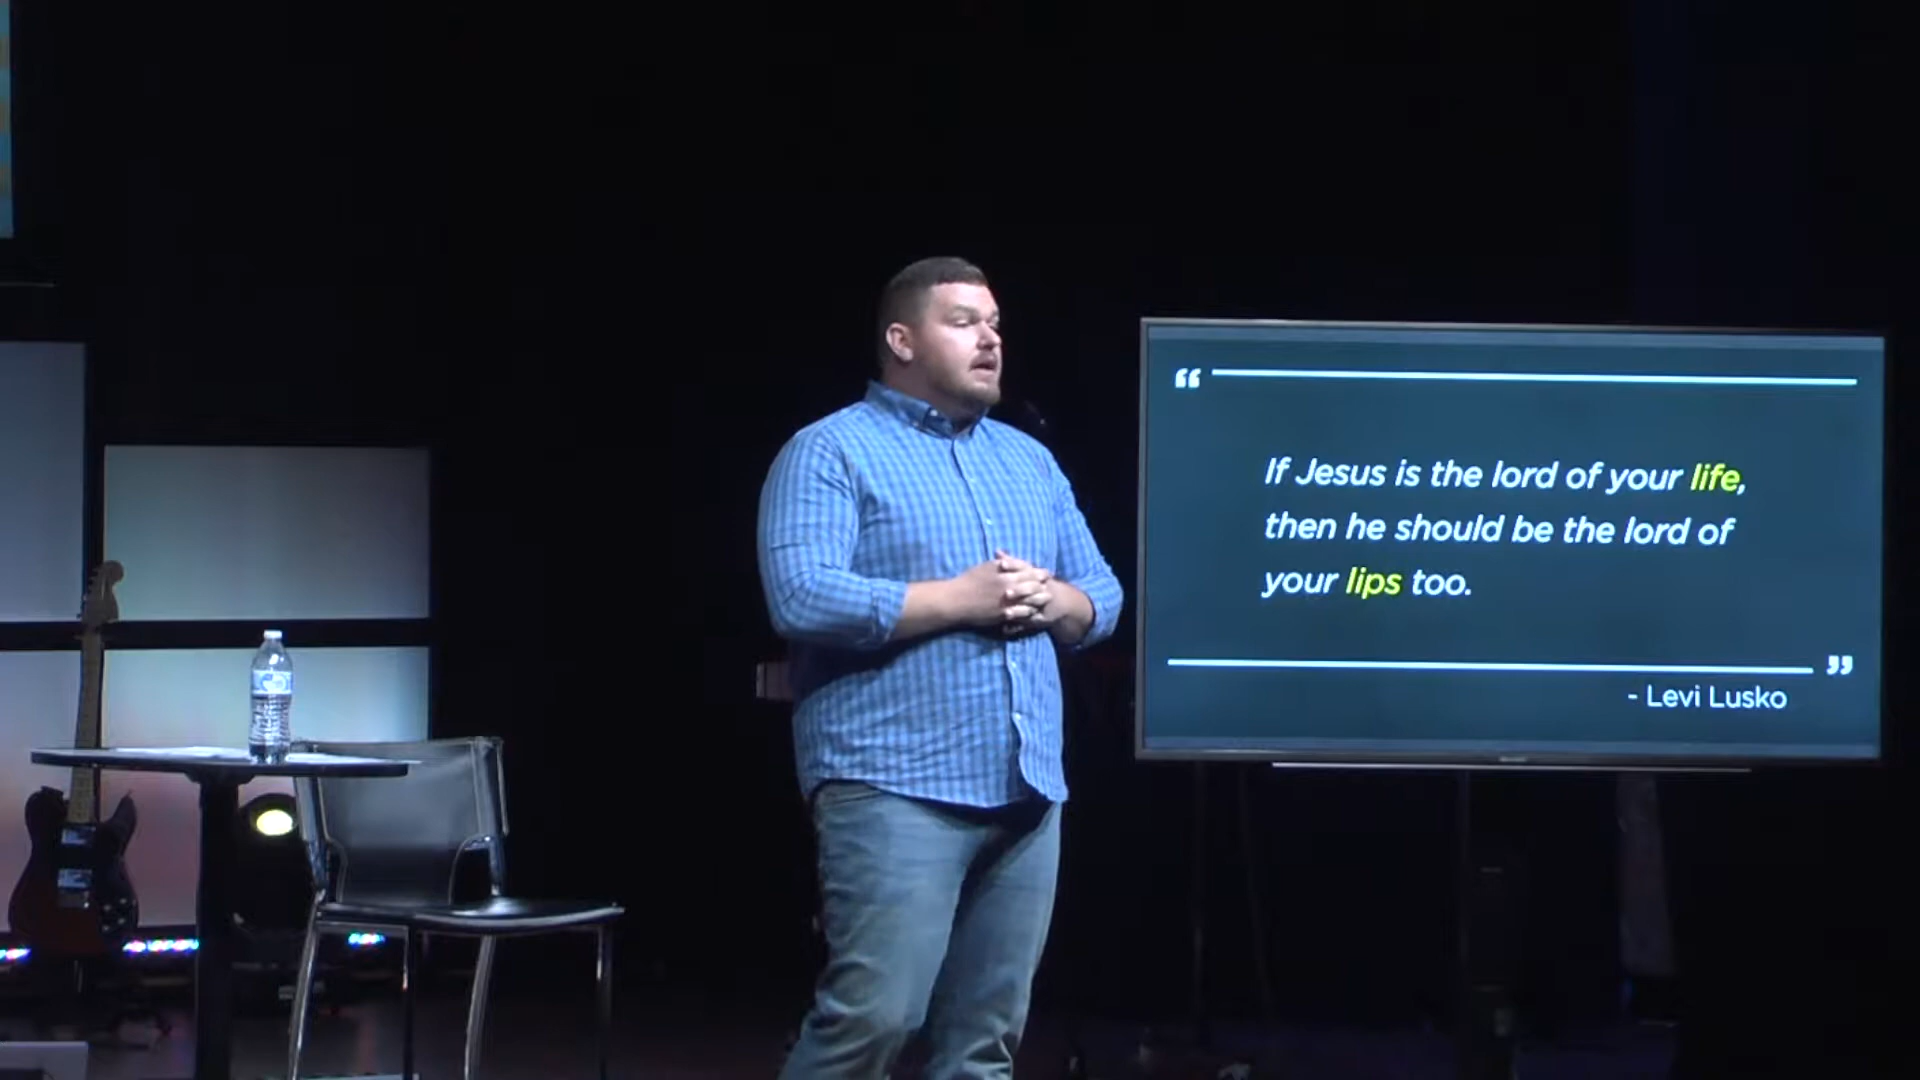 “
If Jesus is the lord of your life,
then he should be the lord of
your lips too.
”
- Levi Lusko